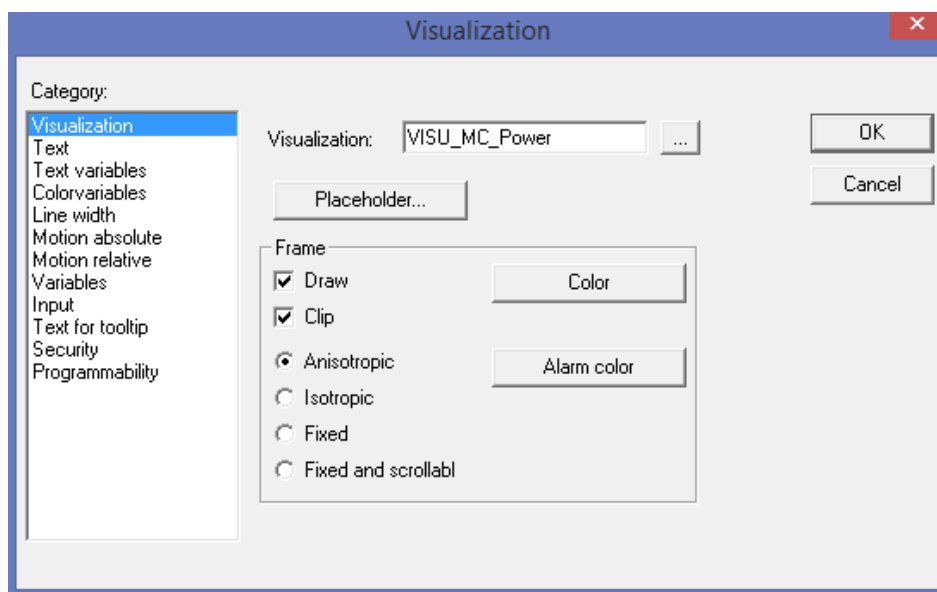 Visualization
Category:
Visualization
Text
Text variables
Colorvariables
Line width
Motion absolute
Motion relative
Variables
Input
Text for tooltip
Security
Programmability
Visualization: VISU_MC_Power ...
Placeholder...
Frame
Draw
Clip
Anisotropic
Isotropic
Fixed
Fixed and scrollabl
Color
Alarm color
OK
Cancel